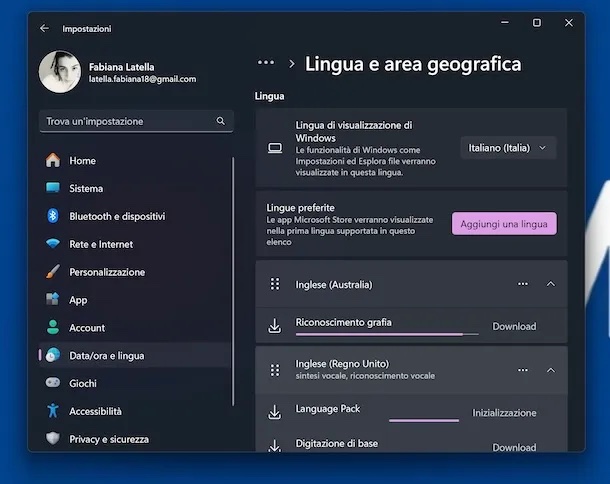 Impostazioni
Fabiana Latella
latella.fabiana18@gmail.com
Trova un'impostazione
Home
Sistema
Bluetooth e dispositivi
Rete e Internet
Personalizzazione
App
Account
Data/ora e lingua
Giochi
Accessibilità
Privacy e sicurezza
... > Lingua e area geografica
Lingua
Lingua di visualizzazione di
Windows
Le funzionalità di Windows come
Impostazioni ed Esplora file verranno
visualizzate in questa lingua.
Italiano (Italia)
Lingue preferite
Le app Microsoft Store verranno visualizzate
nella prima lingua supportata in questo
elenco
Aggiungi una lingua
Inglese (Australia)
Riconoscimento grafia
Download
Inglese (Regno Unito)
sintesi vocale, riconoscimento vocale
Language Pack
Inizializzazione
Digitazione di base
Download